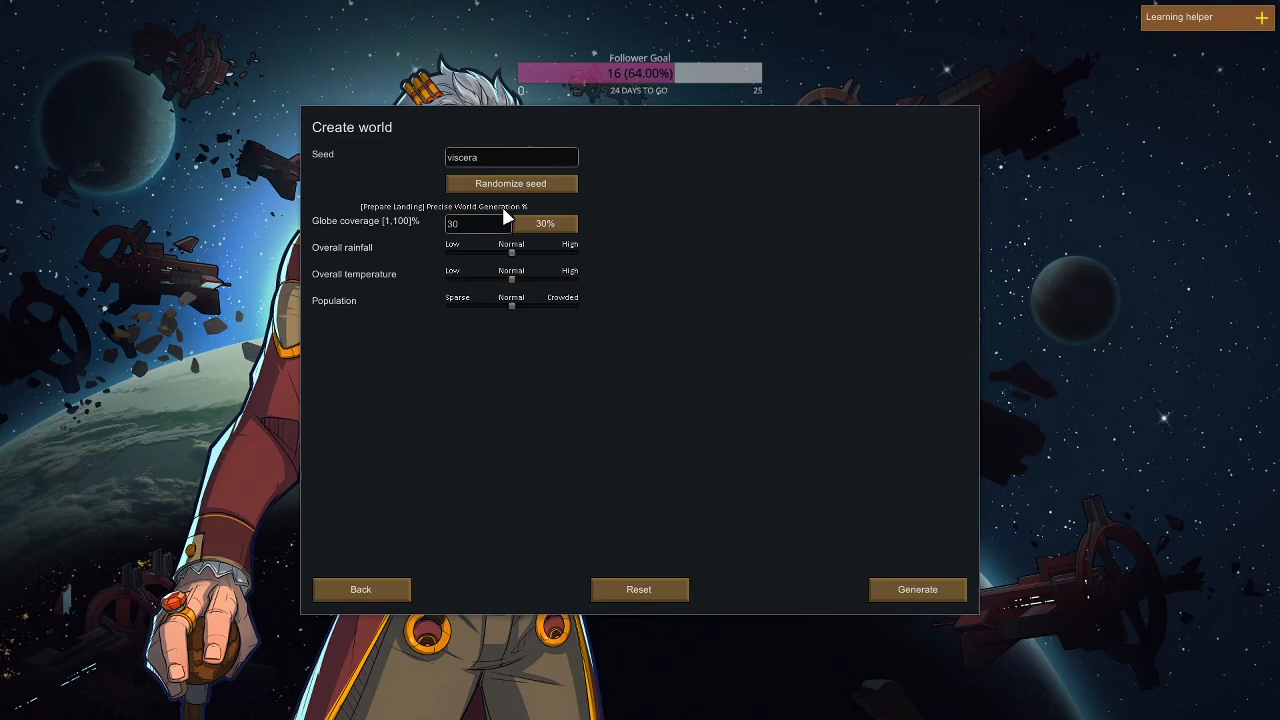 Learning helper
Follower Goal
16 (64.00%)
0 24 DAYS TO GO 25
Create world
Seed viscera
Randomize seed
[Prepare Landing] Precise World Generation %
Globe coverage [1,100]% 30 30%
Overall rainfall Low Normal High
Overall temperature Low Normal High
Population Sparse Normal Crowded
Back Reset Generate